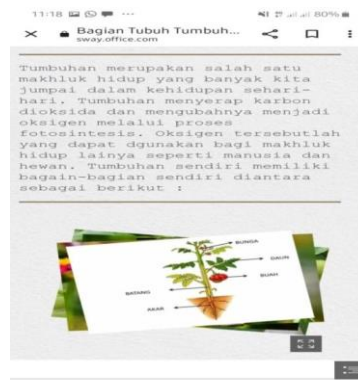 11:18
80%
Bagian Tubuh Tumbuh...
sway.office.com
Tumbuhan merupakan salah satu
makhluk hidup yang banyak kita
jumpai dalam kehidupan sehari-
hari. Tumbuhan menyerap karbon
dioksida dan mengubahnya menjadi
oksigen melalui proses
fotosintesis. Oksigen tersebutlah
yang dapat dgunakan bagi makhluk
hidup lainya seperti manusia dan
hewan. Tumbuhan sendiri memiliki
bagain-bagian sendiri diantara
sebagai berikut :
BUNGA
DAUN
BUAH
BATANG
AKAR